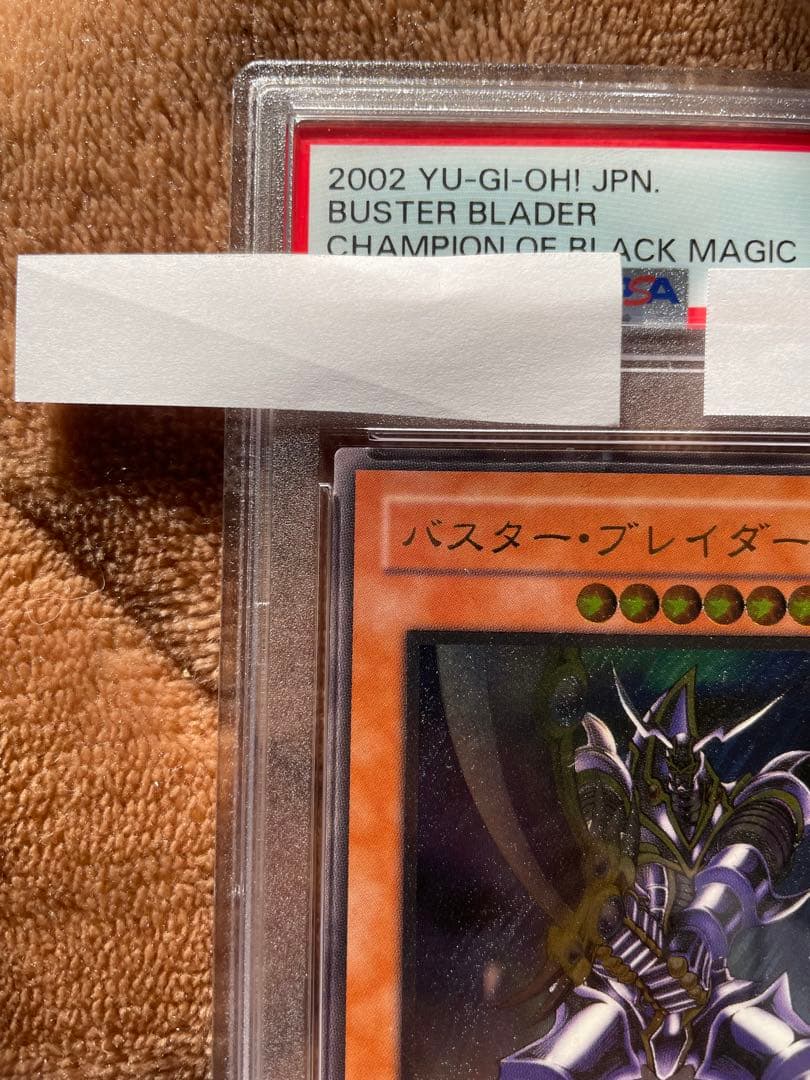 2002 YU-GI-OH! JPN.
BUSTER BLADER
CHAMPION OF BLACK MAGIC
PSA
バスター・ブレイダー